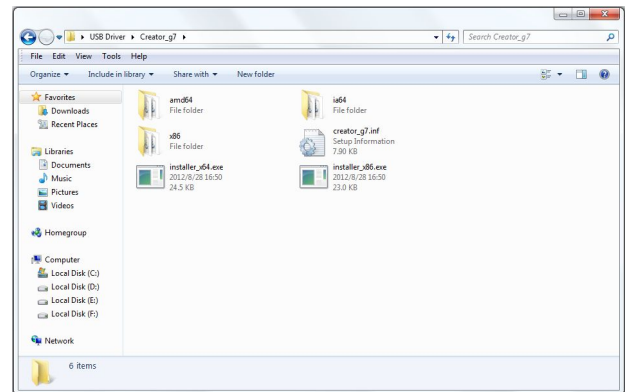 USB Driver Creator_g7
Search Creator_g7
File Edit View Tools Help
Organize Include in library Share with New folder
Favorites
Downloads
Recent Places
Libraries
Documents
Music
Pictures
Videos
Homegroup
Computer
Local Disk (C:)
Local Disk (D:)
Local Disk (E:)
Local Disk (F:)
Network
amd64
File folder
ia64
File folder
x86
File folder
creator_g7.inf
Setup Information
7.90 KB
installer_x64.exe
2012/8/28 16:50
24.5 KB
installer_x86.exe
2012/8/28 16:50
23.0 KB
6 items